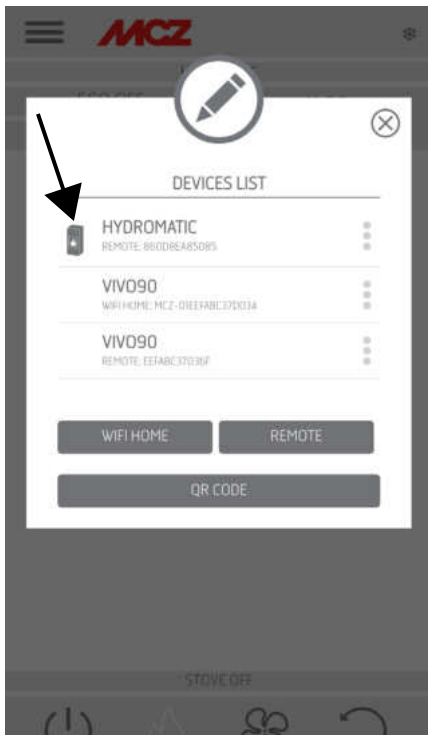 MCZ
DEVICES LIST
HYDROMATIC
REMOTE: 860D8EA85D85
VIVO90
WIFI HOME: MCZ-01EEFABC37D034
VIVO90
REMOTE: EEFABC37036F
WIFI HOME
REMOTE
QR CODE
STOVE OFF